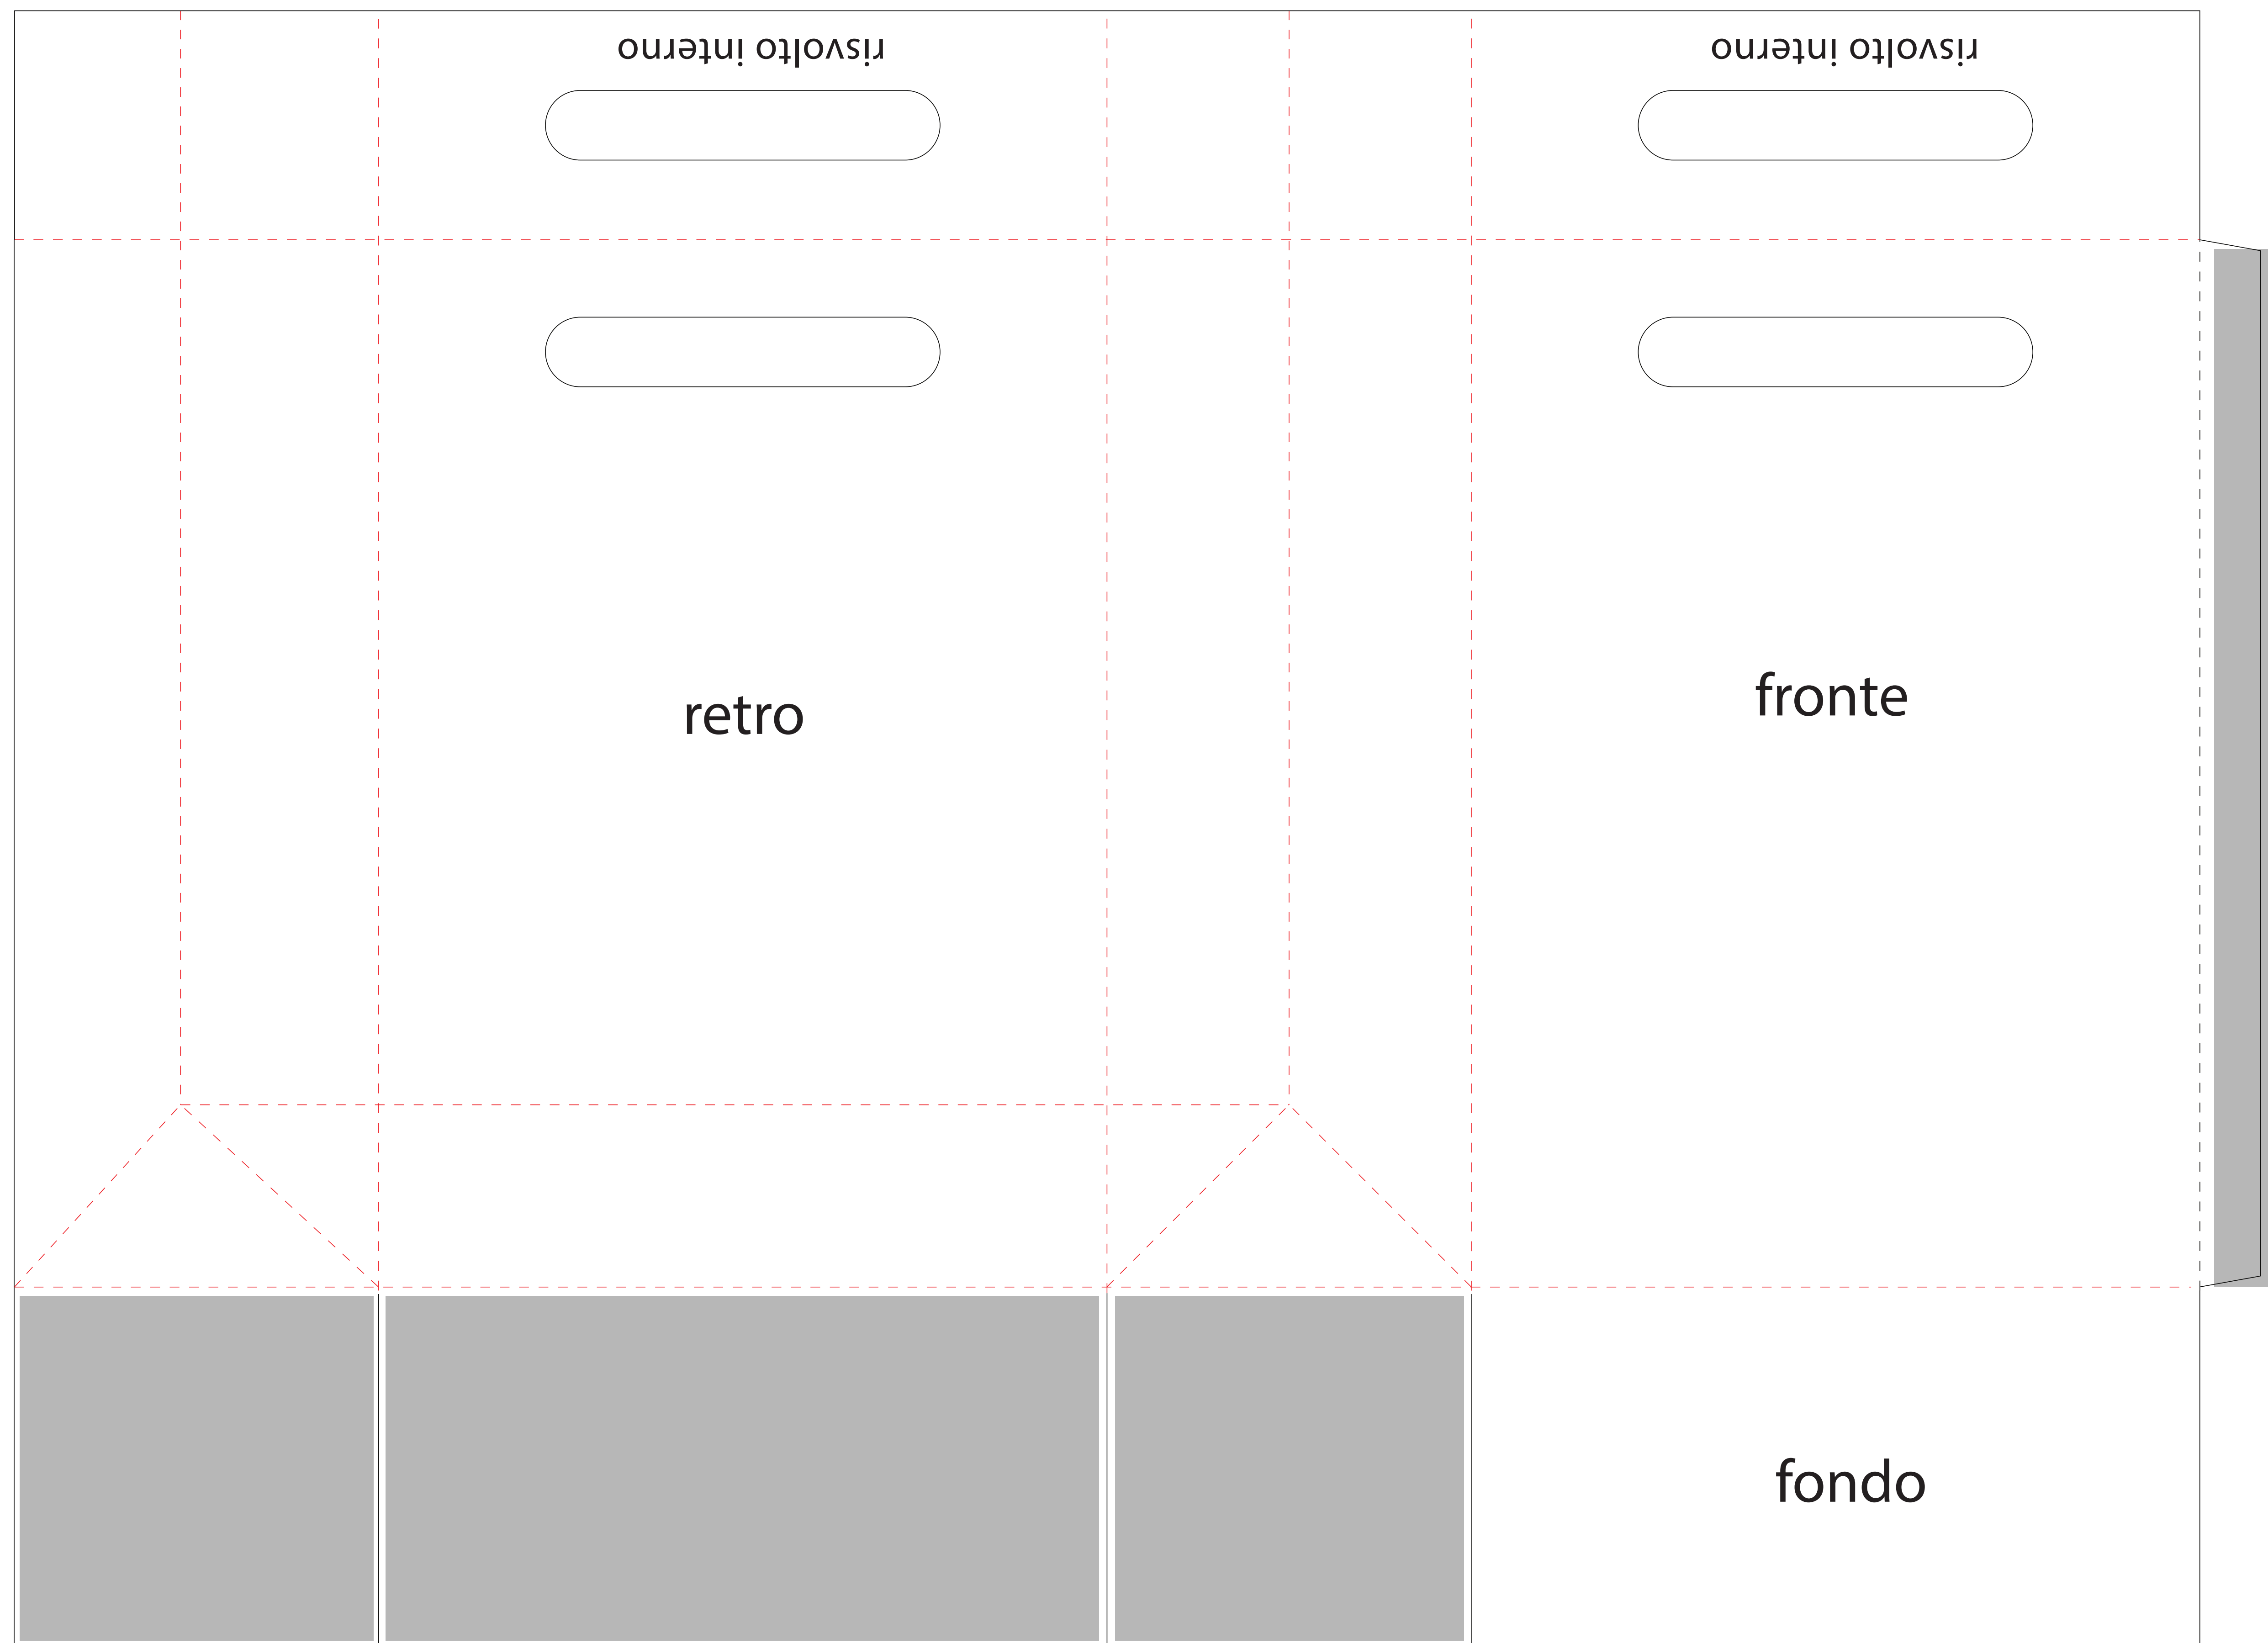 risvolto interno
risvolto interno
retro
fronte
fondo